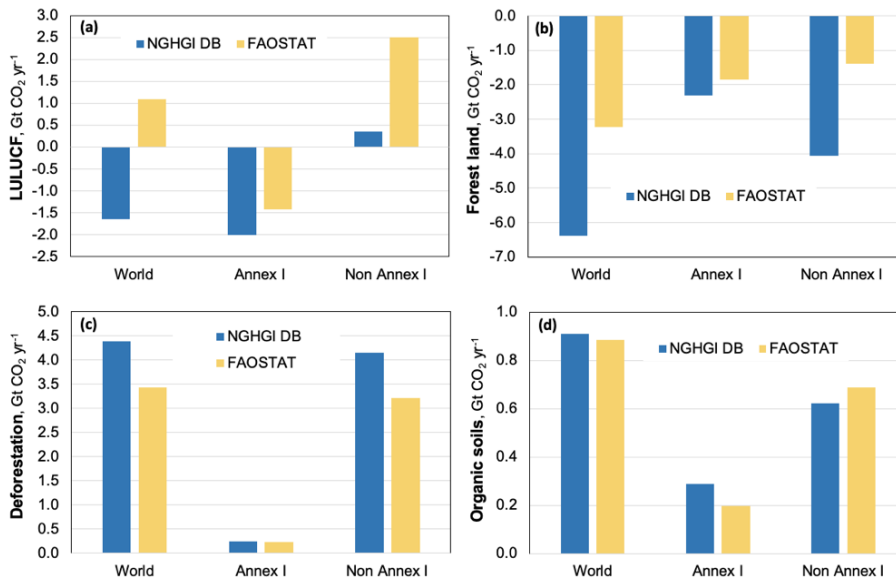 (a)
NGHGI DB FAOSTAT
LULUCF, Gt CO₂ yr⁻¹
3.0
2.5
2.0
1.5
1.0
0.5
0.0
-0.5
-1.0
-1.5
-2.0
-2.5
World Annex I Non Annex I
(b)
NGHGI DB FAOSTAT
Forest land, Gt CO₂ yr⁻¹
0.0
-1.0
-2.0
-3.0
-4.0
-5.0
-6.0
-7.0
World Annex I Non Annex I
(c)
NGHGI DB
FAOSTAT
Deforestation, Gt CO₂ yr⁻¹
5.0
4.5
4.0
3.5
3.0
2.5
2.0
1.5
1.0
0.5
0.0
World Annex I Non Annex I
(d)
NGHGI DB FAOSTAT
Organic soils, Gt CO₂ yr⁻¹
1.0
0.8
0.6
0.4
0.2
0.0
World Annex I Non Annex I